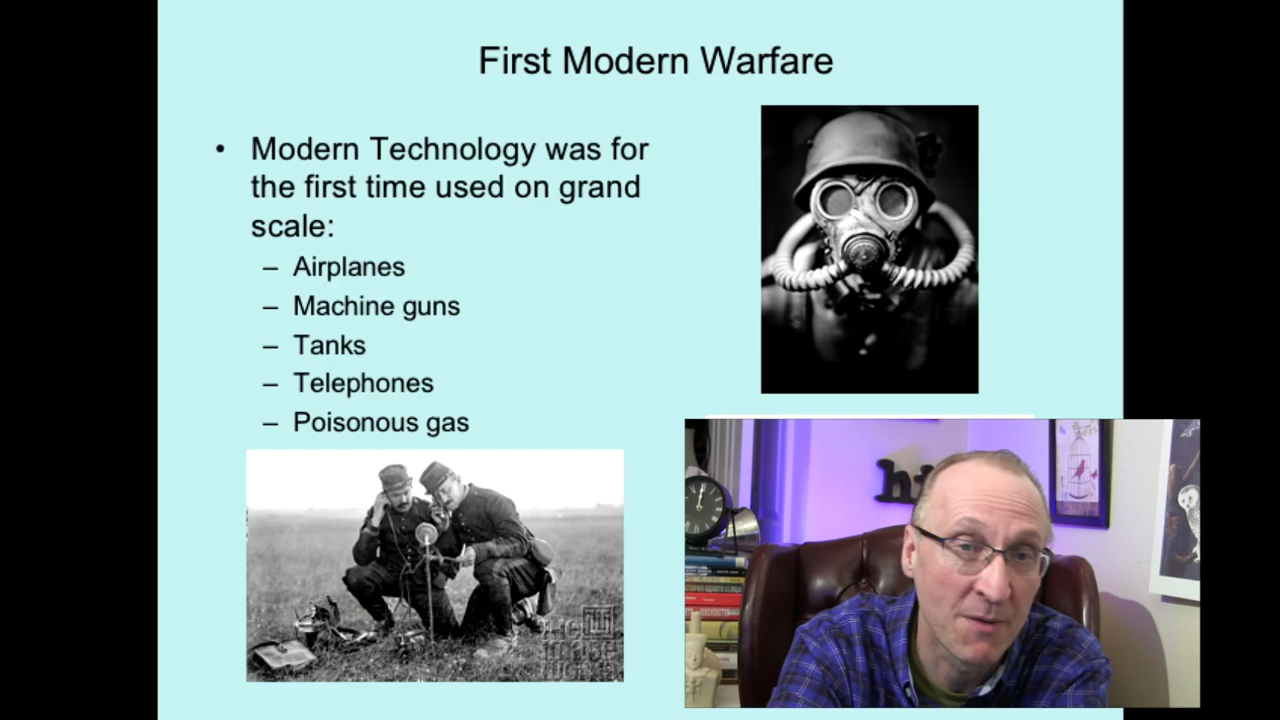 First Modern Warfare
• Modern Technology was for
the first time used on grand
scale:
– Airplanes
– Machine guns
– Tanks
– Telephones
– Poisonous gas